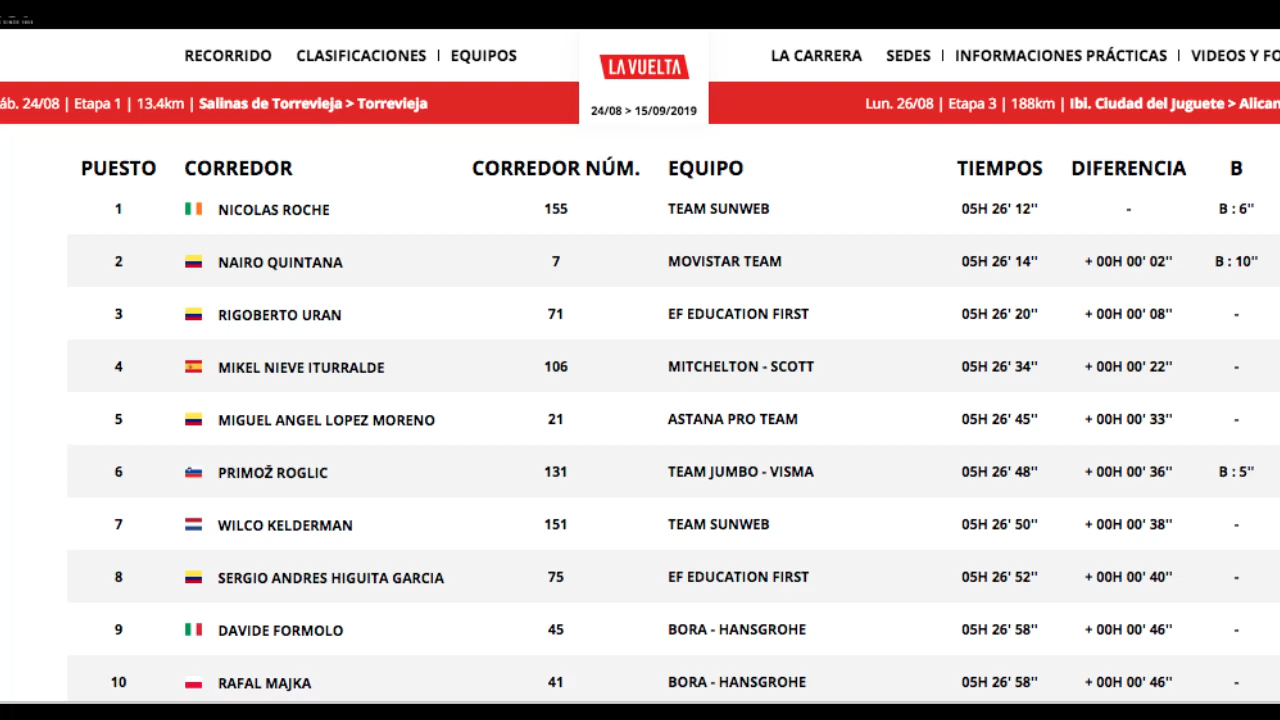 SINCE
RECORRIDO CLASIFICACIONES | EQUIPOS LA VUELTA LA CARRERA SEDES | INFORMACIONES PRÁCTICAS | VIDEOS Y FO
áb. 24/08 | Etapa 1 | 13.4km | Salinas de Torrevieja > Torrevieja 24/08 > 15/09/2019 Lun. 26/08 | Etapa 3 | 188km | Ibi. Ciudad del Juguete > Alican
PUESTO CORREDOR CORREDOR NÚM. EQUIPO TIEMPOS DIFERENCIA B
1 NICOLAS ROCHE 155 TEAM SUNWEB 05H 26' 12'' - B : 6''
2 NAIRO QUINTANA 7 MOVISTAR TEAM 05H 26' 14'' + 00H 00' 02'' B : 10''
3 RIGOBERTO URAN 71 EF EDUCATION FIRST 05H 26' 20'' + 00H 00' 08'' -
4 MIKEL NIEVE ITURRALDE 106 MITCHELTON - SCOTT 05H 26' 34'' + 00H 00' 22'' -
5 MIGUEL ANGEL LOPEZ MORENO 21 ASTANA PRO TEAM 05H 26' 45'' + 00H 00' 33'' -
6 PRIMOŽ ROGLIC 131 TEAM JUMBO - VISMA 05H 26' 48'' + 00H 00' 36'' B : 5''
7 WILCO KELDERMAN 151 TEAM SUNWEB 05H 26' 50'' + 00H 00' 38'' -
8 SERGIO ANDRES HIGUITA GARCIA 75 EF EDUCATION FIRST 05H 26' 52'' + 00H 00' 40'' -
9 DAVIDE FORMOLO 45 BORA - HANSGROHE 05H 26' 58'' + 00H 00' 46'' -
10 RAFAL MAJKA 41 BORA - HANSGROHE 05H 26' 58'' + 00H 00' 46'' -